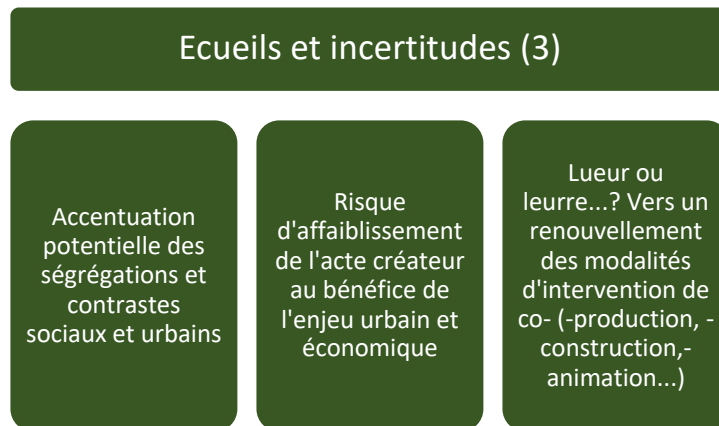 Ecueils et incertitudes (3)
Accentuation
potentielle des
ségrégations et
contrastes
sociaux et urbains
Risque
d'affaiblissement
de l'acte créateur
au bénéfice de
l'enjeu urbain et
économique
Lueur ou
leurre...? Vers un
renouvellement
des modalités
d'intervention de
co- (-production, -
construction,-
animation...)